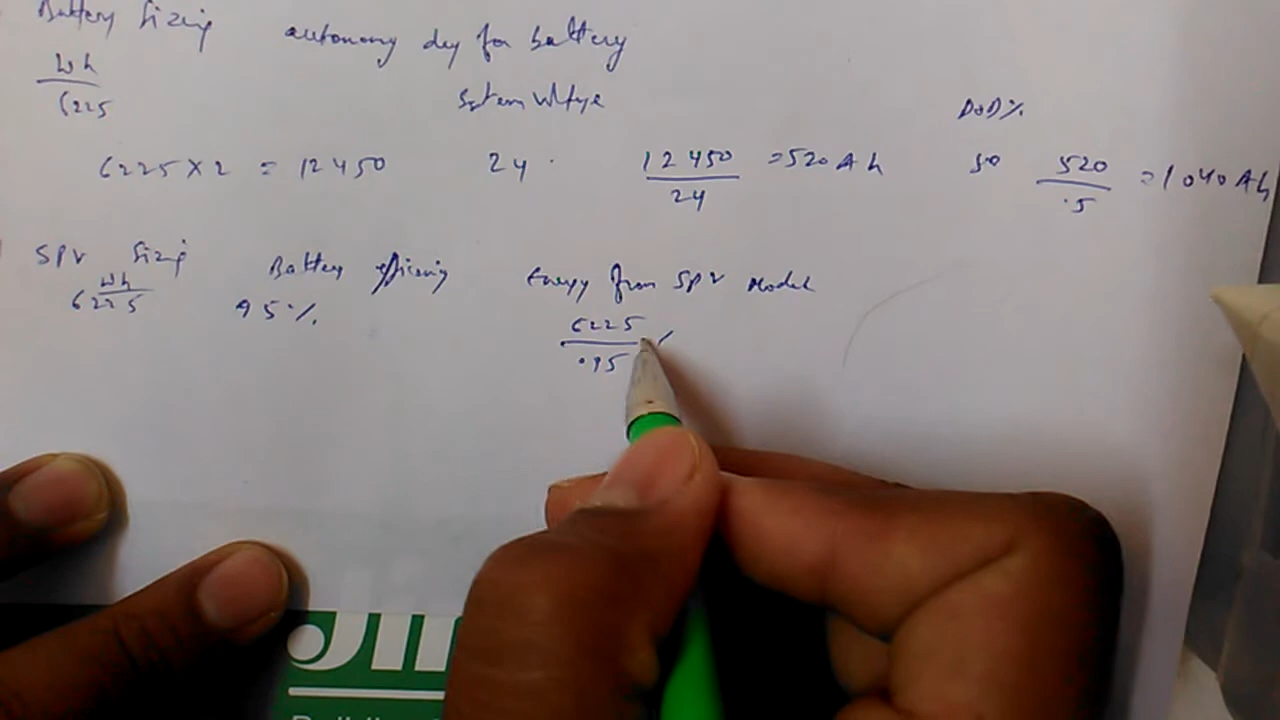 Battery Sizing autonomy day for battery
Wh
6225
System Voltage
DOD%
6225 X 2 = 12450 24 12450 = 520 Ah 50 520 = 1040 Ah
24 .5
SPV Sizing Battery efficiency Energy from SPV Model
Wh
6225 95%
6225
.95